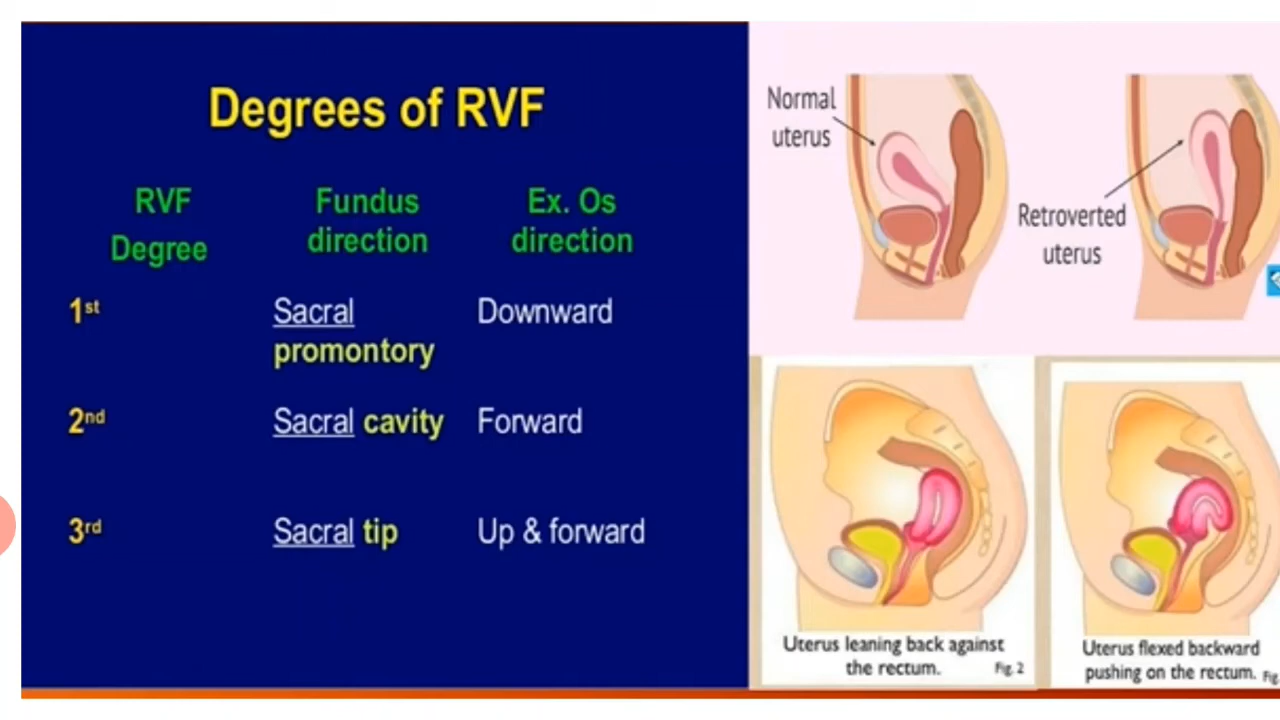 Degrees of RVF
RVF
Degree
Fundus
direction
Ex. Os
direction
1st
Sacral
promontory
Downward
2nd
Sacral cavity
Forward
3rd
Sacral tip
Up & forward
Normal
uterus
Retroverted
uterus
Uterus leaning back against
the rectum.
Fig. 2
Uterus flexed backward
pushing on the rectum.
Fig.